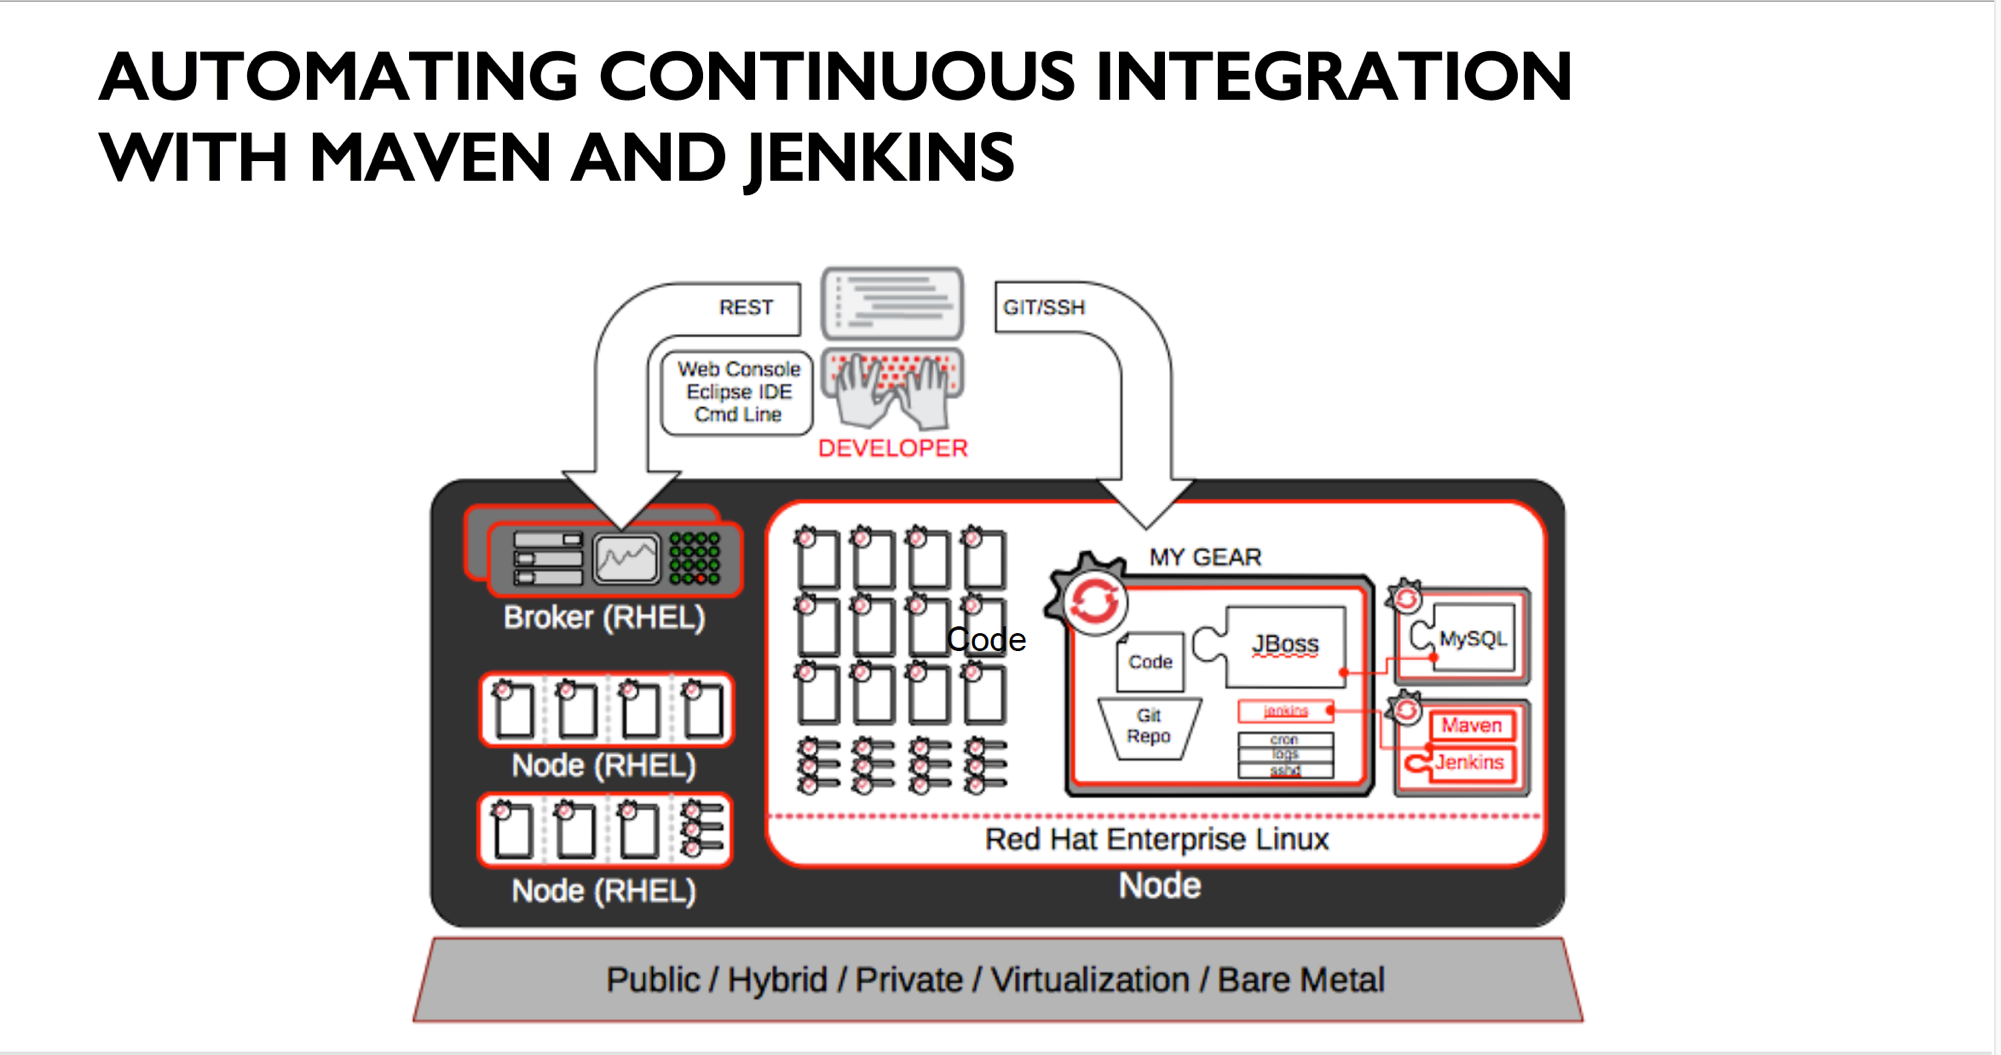 AUTOMATING CONTINUOUS INTEGRATION
WITH MAVEN AND JENKINS
REST
GIT/SSH
Web Console
Eclipse IDE
Cmd Line
DEVELOPER
Broker (RHEL)
Node (RHEL)
Node (RHEL)
Code
MY GEAR
Code
JBoss
Git
Repo
jenkins
cron
logs
sshd
MySQL
Maven
Jenkins
Red Hat Enterprise Linux
Node
Public / Hybrid / Private / Virtualization / Bare Metal